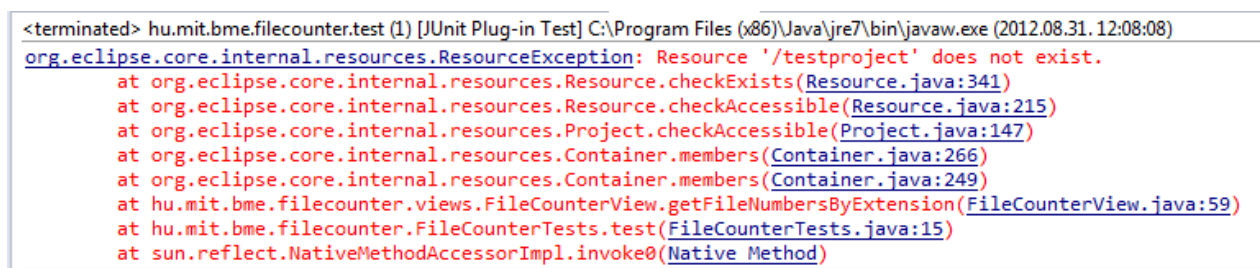 <terminated> hu.mit.bme.filecounter.test (1) [JUnit Plug-in Test] C:\Program Files (x86)\Java\jre7\bin\javaw.exe (2012.08.31. 12:08:08)
org.eclipse.core.internal.resources.ResourceException: Resource '/testproject' does not exist.
at org.eclipse.core.internal.resources.Resource.checkExists(Resource.java:341)
at org.eclipse.core.internal.resources.Resource.checkAccessible(Resource.java:215)
at org.eclipse.core.internal.resources.Project.checkAccessible(Project.java:147)
at org.eclipse.core.internal.resources.Container.members(Container.java:266)
at org.eclipse.core.internal.resources.Container.members(Container.java:249)
at hu.mit.bme.filecounter.views.FileCounterView.getFileNumbersByExtension(FileCounterView.java:59)
at hu.mit.bme.filecounter.FileCounterTests.test(FileCounterTests.java:15)
at sun.reflect.NativeMethodAccessorImpl.invoke0(Native Method)